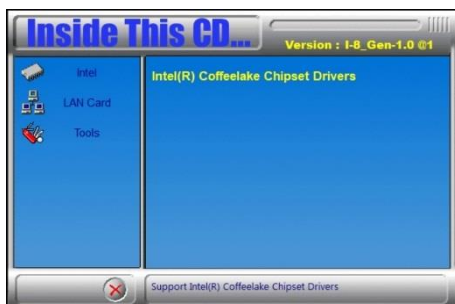 Inside This CD...
Version : I-8_Gen-1.0 @1
Intel
LAN Card
Tools
Intel(R) Coffeelake Chipset Drivers
Support Intel(R) Coffeelake Chipset Drivers